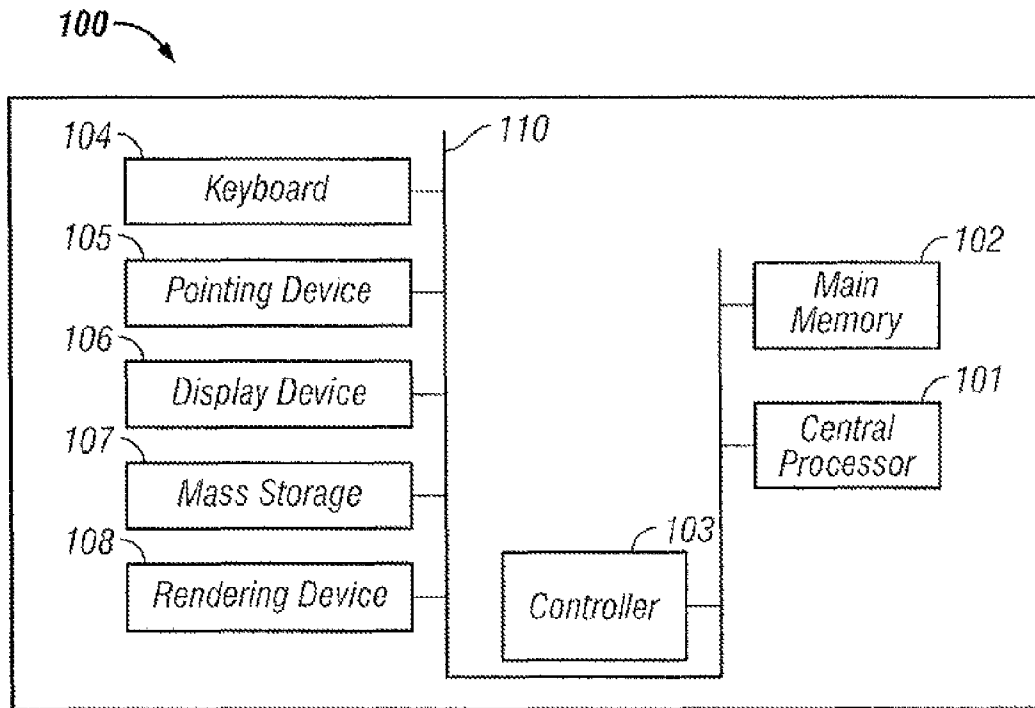 100
104
110
Keyboard
105
Pointing Device
102
Main
Memory
106
Display Device
101
Central
Processor
107
Mass Storage
103
Controller
108
Rendering Device